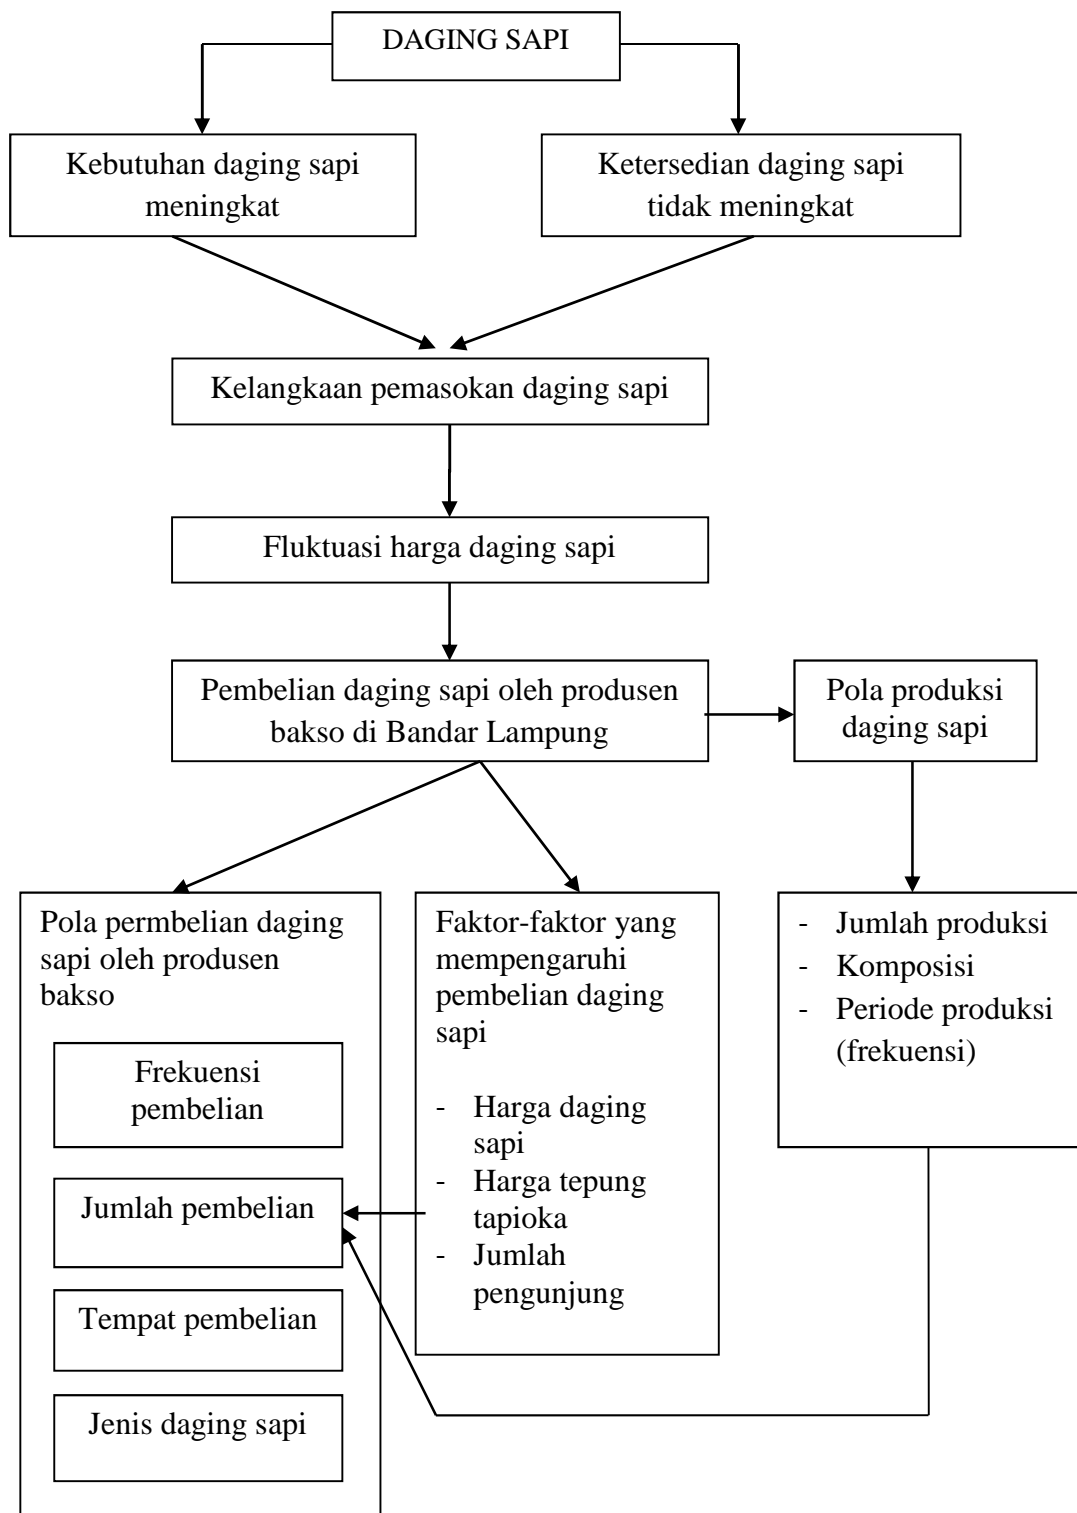 DAGING SAPI
Kebutuhan daging sapi
meningkat
Ketersedian daging sapi
tidak meningkat
Kelangkaan pemasokan daging sapi
Fluktuasi harga daging sapi
Pembelian daging sapi oleh produsen
bakso di Bandar Lampung
Pola produksi
daging sapi
Pola permbelian daging
sapi oleh produsen
bakso
Frekuensi
pembelian
Jumlah pembelian
Tempat pembelian
Jenis daging sapi
Faktor-faktor yang
mempengaruhi
pembelian daging
sapi
- Harga daging
sapi
- Harga tepung
tapioka
- Jumlah
pengunjung
- Jumlah produksi
- Komposisi
- Periode produksi
(frekuensi)